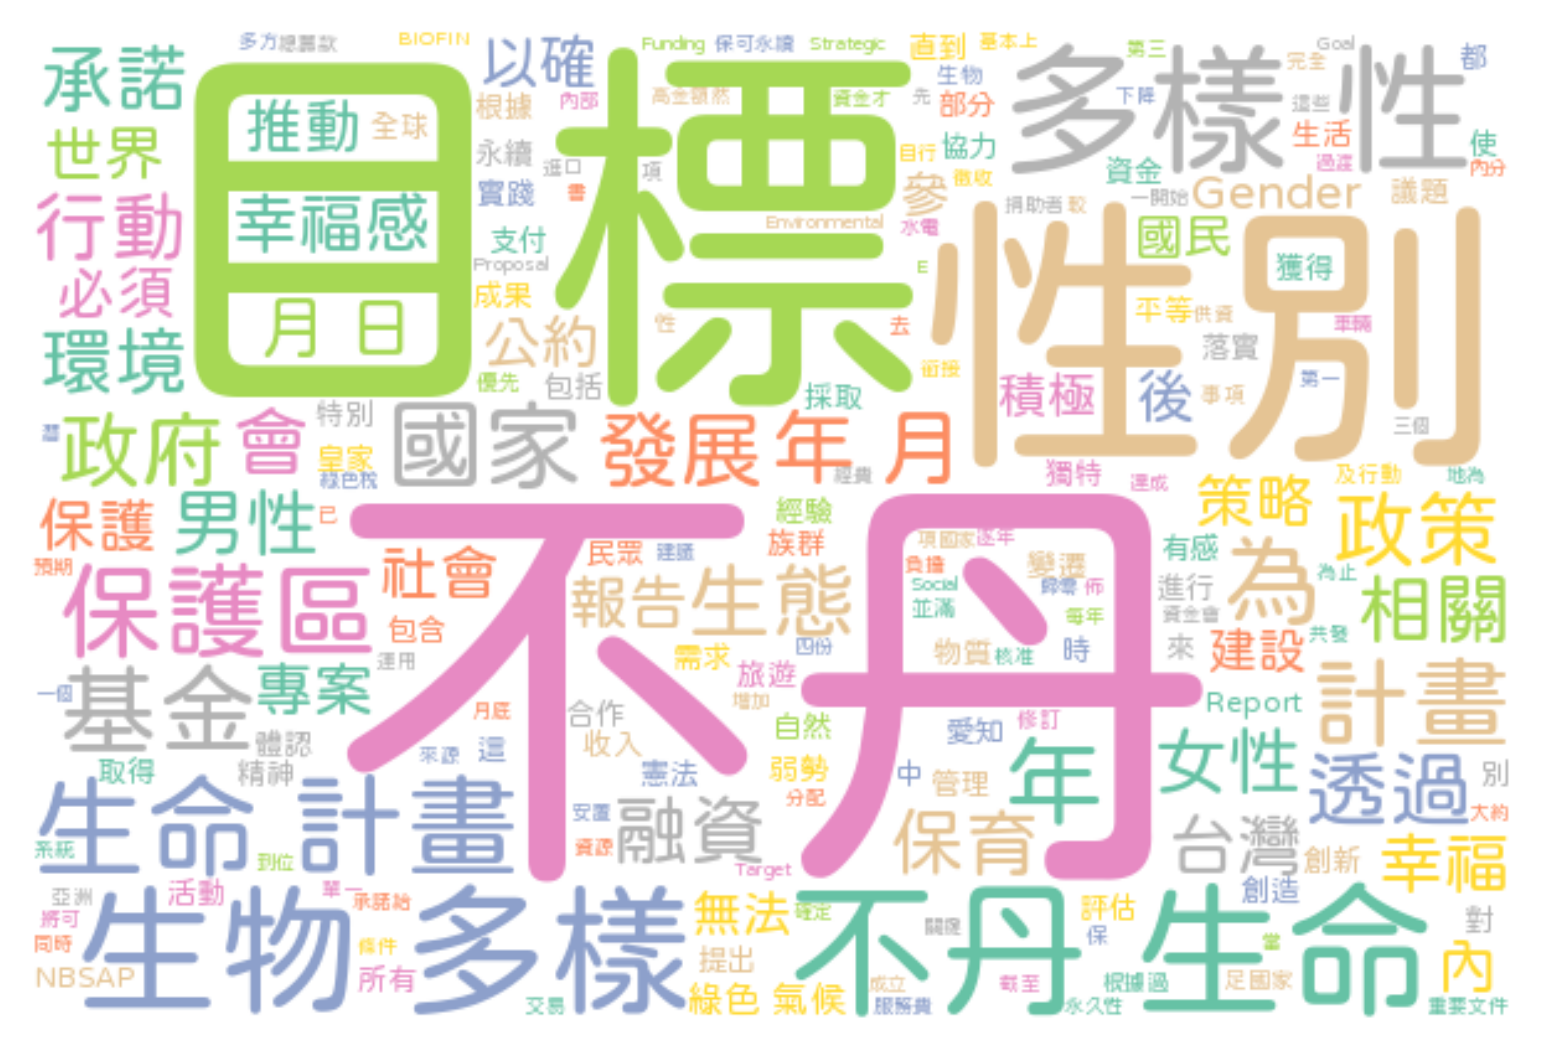 多方 總籌款 BIOFIN 以確 Funding 保可永續 Strategic 直到 基本上 第三 Goal 都
承諾 目標 多樣性 完全
推動 全球 根據 內部 高金額然 資金才 生物 先 部分 下降 這些 生活 使
世界 永續 進口 項 自行 協力 資金 過渡 內分
行動 幸福感 實踐 書 參 徵收 捐助者 較 一開始 Gender 議題
支付 Environmental 水電 性別 國民 獲得
必須 月 日 Proposal 成果 E 平等 供資 車輛
環境 公約 性 去 落實
優先 包括 採取 銜接 積極 後 事項 第一
政府 會 特別 國家 發展 年 月 三個
皇家 綠色稅 經費 獨特 達成 及行動 地為
保護 男性 已 不丹 經驗 策略 政策
預期 社會 民眾 族群 項國家 逐年 有感
保護區 報告 生態 負擔 變遷 為 為止 相關
包含 Social 歸零 佈 進行
並滿 每年 資金會
運用 需求 四份 物質 核准 時 來 建設 共發
一個 基金 專案 旅遊 計畫
月底 合作 增加 自然 愛知 修訂 Report
體認 來源 這 收入 年 女性
取得 精神 憲法 弱勢 中 管理 透過 別
生命 計畫 安置 融資 分配 保育 台灣 大約
系統 到位 資源 Target 創新 幸福
亞洲 活動 單一 承諾給 無法 確定 不丹 評估 創造 生命
將可 生物多樣 關鍵 保 對
同時 條件 提出 當
NBSAP 所有 成立 截至 根據過 足國家 內
交易 綠色 氣候 服務費 永久性 重要文件